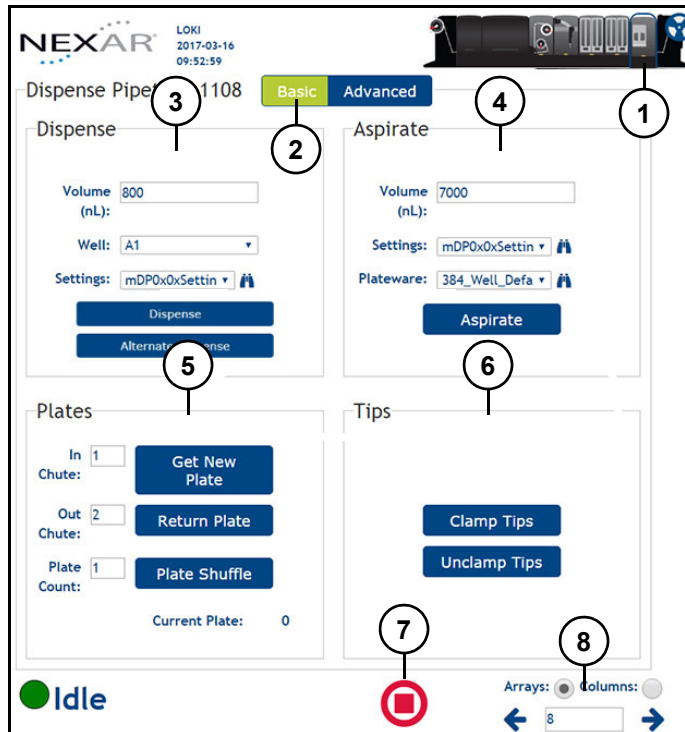 NEXAR
LOKI
2017-03-16
09:52:59
1
Dispense 1108
Basic Advanced
2
3
4
Dispense
Aspirate
Volume (nL): 800
Well: A1
Settings: mDP0x0xSettin
Dispense
Alternat ense
Volume (nL): 7000
Settings: mDP0x0xSettin
Plateware: 384_Well_Defa
Aspirate
5
6
Plates
Tips
In Chute: 1
Get New Plate
Out Chute: 2
Return Plate
Plate Count: 1
Plate Shuffle
Current Plate: 0
Clamp Tips
Unclamp Tips
7
8
Idle
Arrays: Columns:
8